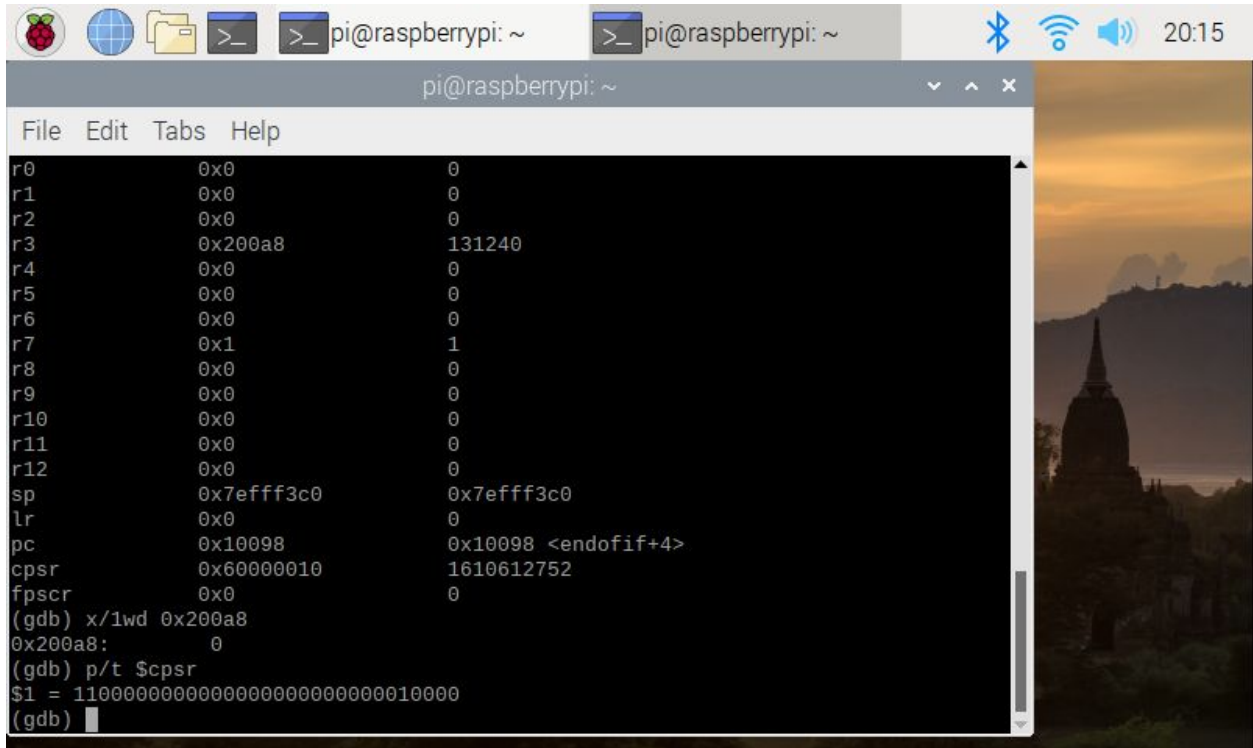 >_ >_ pi@raspberrypi: ~ >_ pi@raspberrypi: ~ 20:15
pi@raspberrypi: ~
File Edit Tabs Help
r0 0x0 0
r1 0x0 0
r2 0x0 0
r3 0x200a8 131240
r4 0x0 0
r5 0x0 0
r6 0x0 0
r7 0x1 1
r8 0x0 0
r9 0x0 0
r10 0x0 0
r11 0x0 0
r12 0x0 0
sp 0x7efff3c0 0x7efff3c0
lr 0x0 0
pc 0x10098 0x10098 <endofif+4>
cpsr 0x60000010 1610612752
fpscr 0x0 0
(gdb) x/1wd 0x200a8
0x200a8: 0
(gdb) p/t $cpsr
$1 = 1100000000000000000000000010000
(gdb)